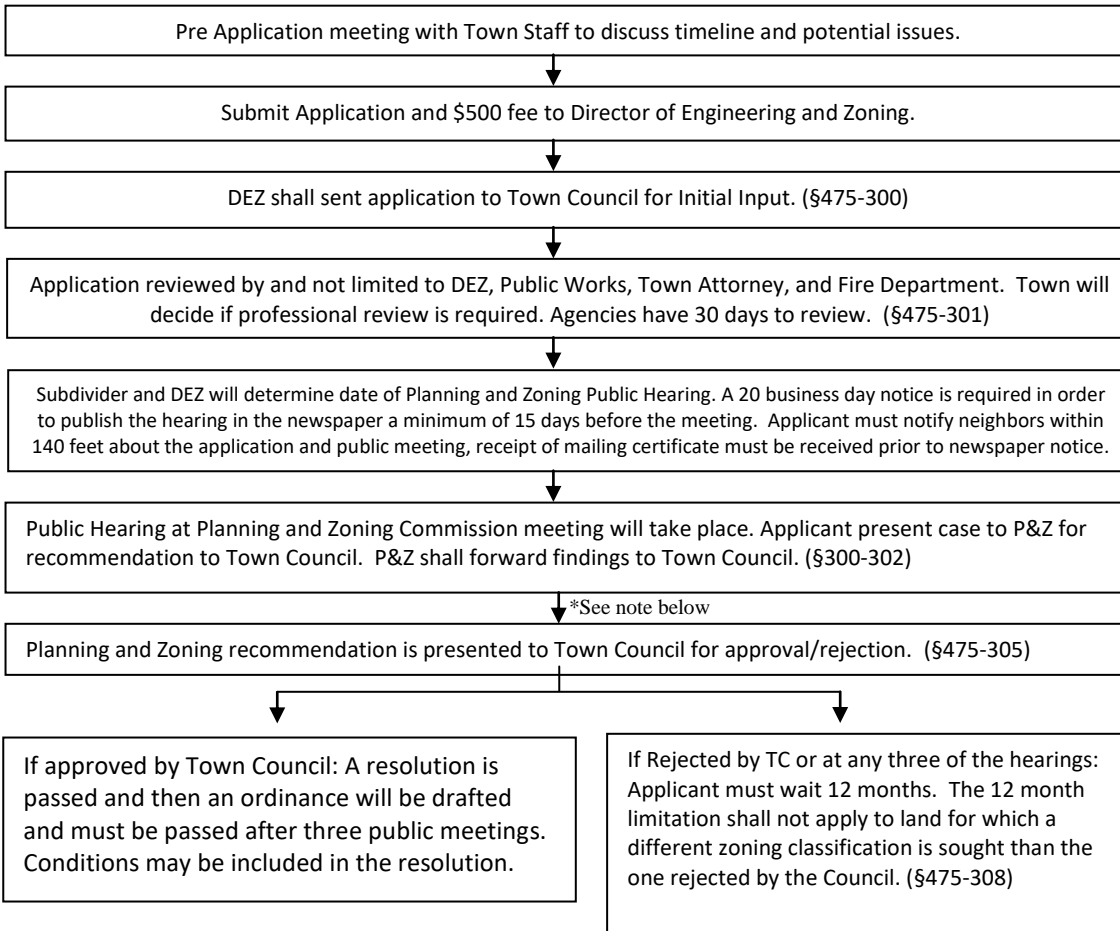 Pre Application meeting with Town Staff to discuss timeline and potential issues.
Submit Application and $500 fee to Director of Engineering and Zoning.
DEZ shall sent application to Town Council for Initial Input. (§475-300)
Application reviewed by and not limited to DEZ, Public Works, Town Attorney, and Fire Department. Town will
decide if professional review is required. Agencies have 30 days to review. (§475-301)
Subdivider and DEZ will determine date of Planning and Zoning Public Hearing. A 20 business day notice is required in order
to publish the hearing in the newspaper a minimum of 15 days before the meeting. Applicant must notify neighbors within
140 feet about the application and public meeting, receipt of mailing certificate must be received prior to newspaper notice.
Public Hearing at Planning and Zoning Commission meeting will take place. Applicant present case to P&Z for
recommendation to Town Council. P&Z shall forward findings to Town Council. (§300-302)
*See note below
Planning and Zoning recommendation is presented to Town Council for approval/rejection. (§475-305)
If approved by Town Council: A resolution is
passed and then an ordinance will be drafted
and must be passed after three public meetings.
Conditions may be included in the resolution.
If Rejected by TC or at any three of the hearings:
Applicant must wait 12 months. The 12 month
limitation shall not apply to land for which a
different zoning classification is sought than the
one rejected by the Council. (§475-308)